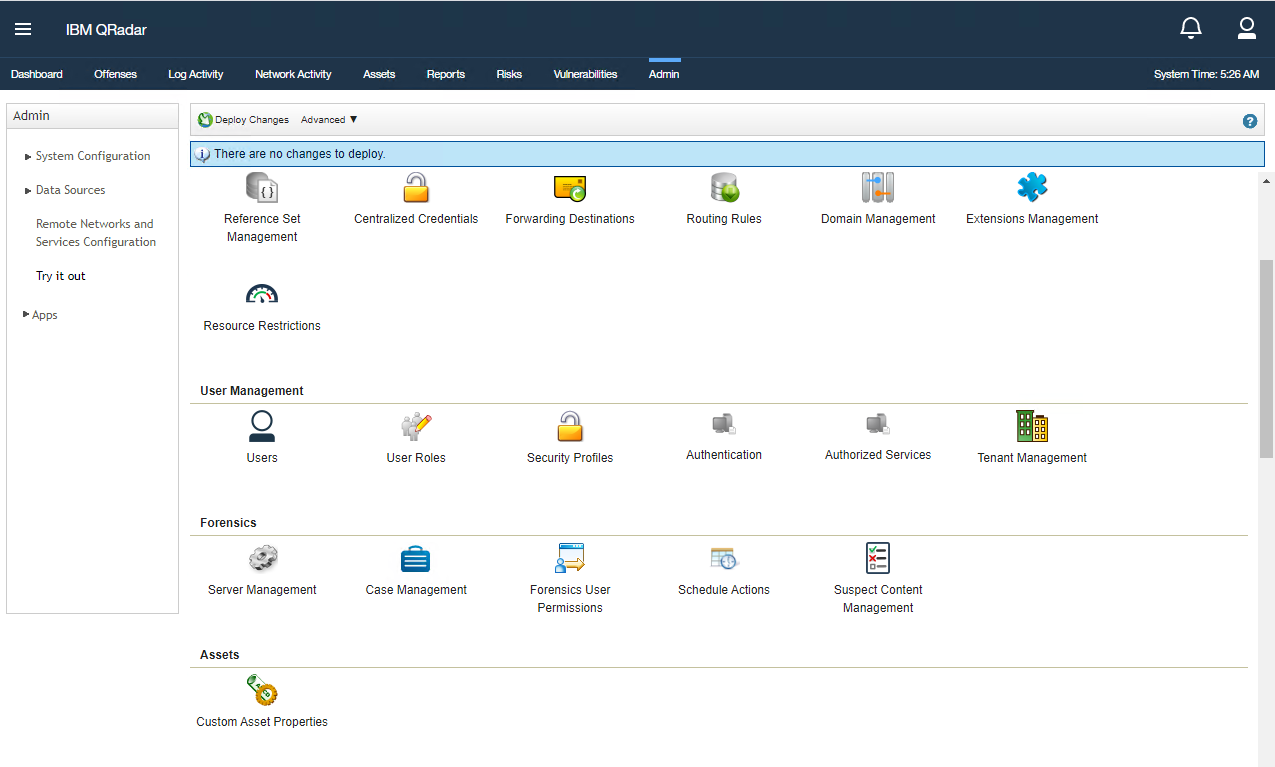 IBM QRadar
Dashboard Offenses Log Activity Network Activity Assets Reports Risks Vulnerabilities Admin System Time: 5:26 AM
Admin
System Configuration
Data Sources
Remote Networks and
Services Configuration
Try it out
Apps
Deploy Changes Advanced ▼
?
i There are no changes to deploy.
Reference Set
Management
Centralized Credentials
Forwarding Destinations
Routing Rules
Domain Management
Extensions Management
Resource Restrictions
User Management
Users
User Roles
Security Profiles
Authentication
Authorized Services
Tenant Management
Forensics
Server Management
Case Management
Forensics User
Permissions
Schedule Actions
Suspect Content
Management
Assets
Custom Asset Properties